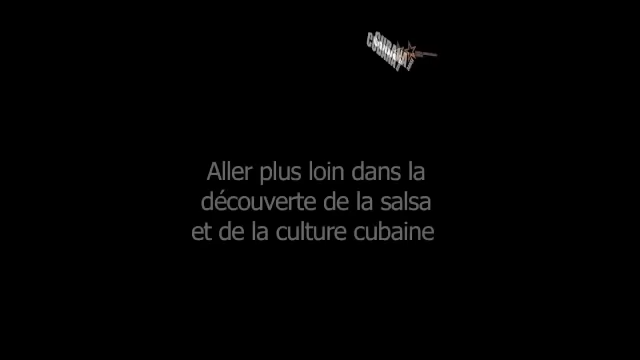 Aller plus loin dans la
découverte de la salsa
et de la culture cubaine